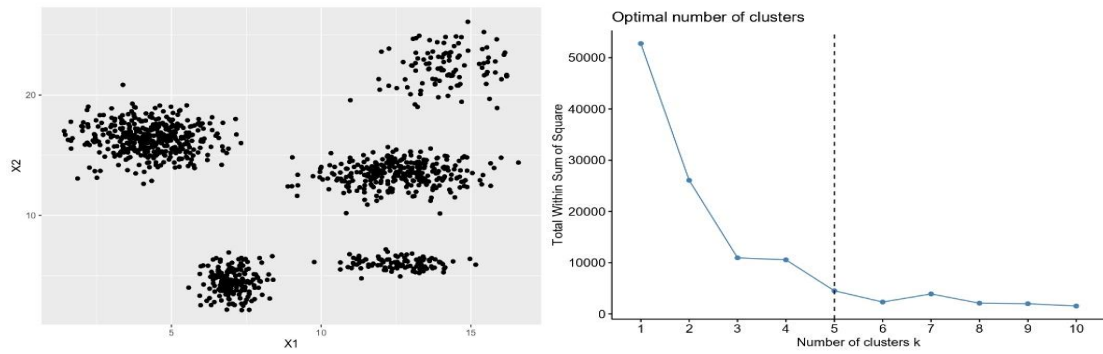 20
10
X2
5
10
15
X1
Optimal number of clusters
50000
40000
30000
20000
10000
0
Total Within Sum of Square
1 2 3 4 5 6 7 8 9 10
Number of clusters k